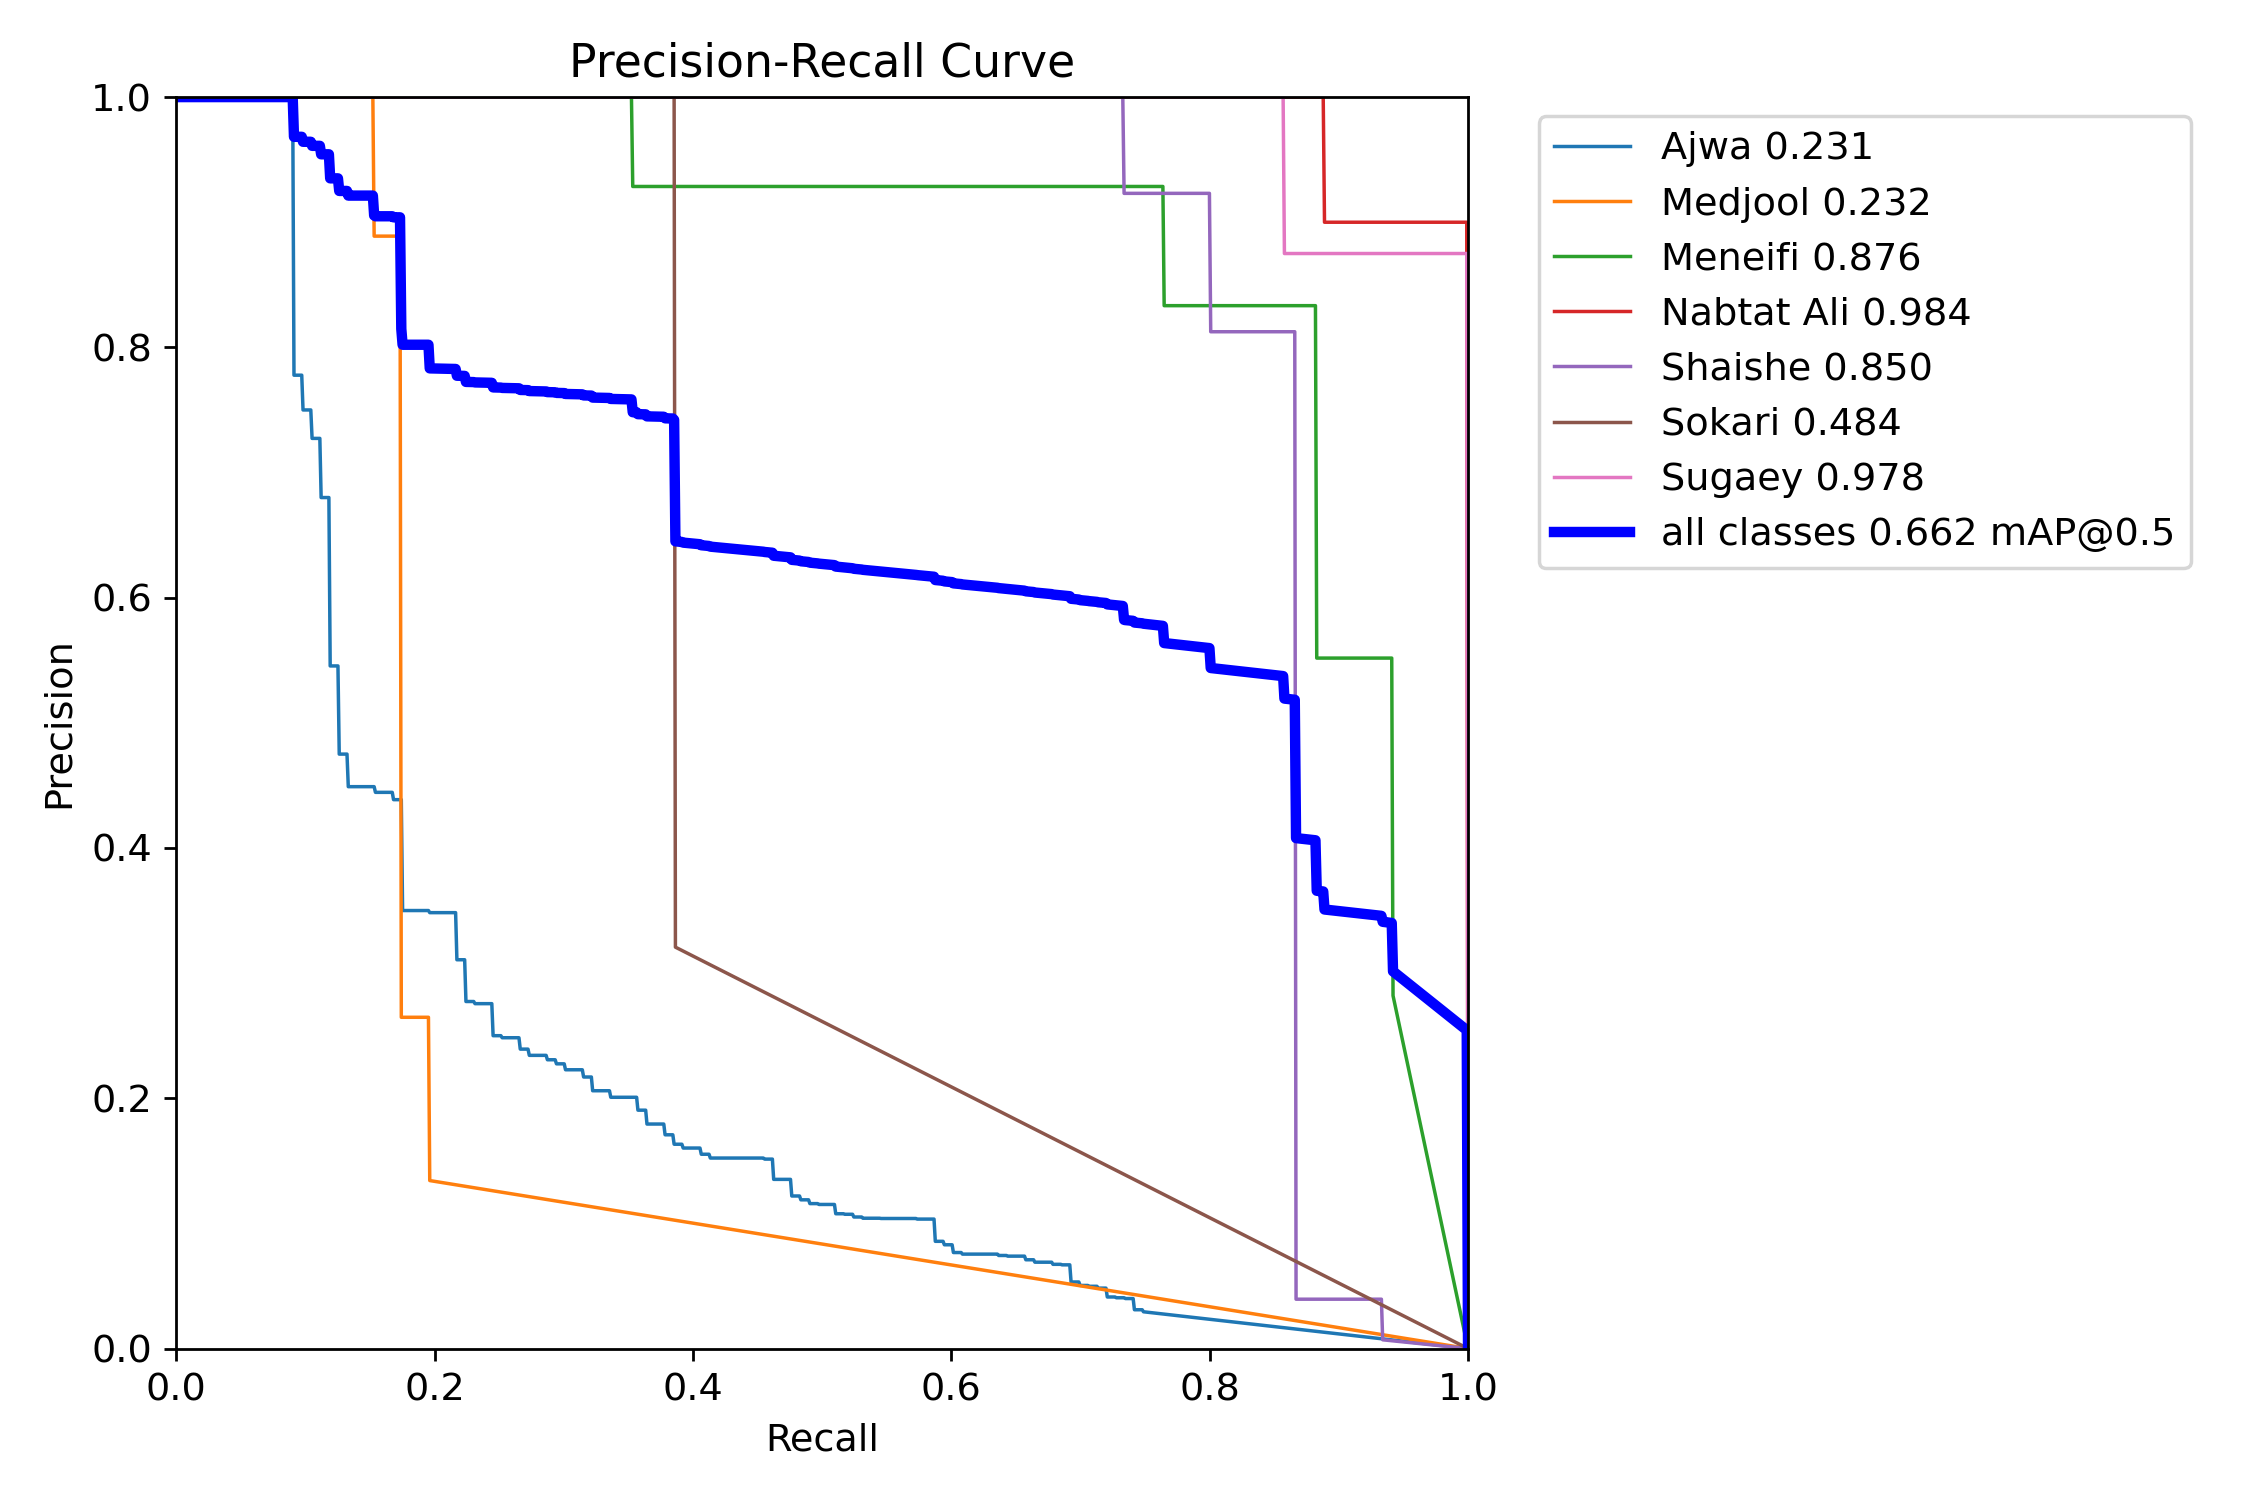 Precision-Recall Curve
1.0
0.8
0.6
0.4
0.2
0.0
Precision
0.0 0.2 0.4 0.6 0.8 1.0
Recall
Ajwa 0.231
Medjool 0.232
Meneifi 0.876
Nabtat Ali 0.984
Shaishe 0.850
Sokari 0.484
Sugaey 0.978
all classes 0.662 mAP@0.5